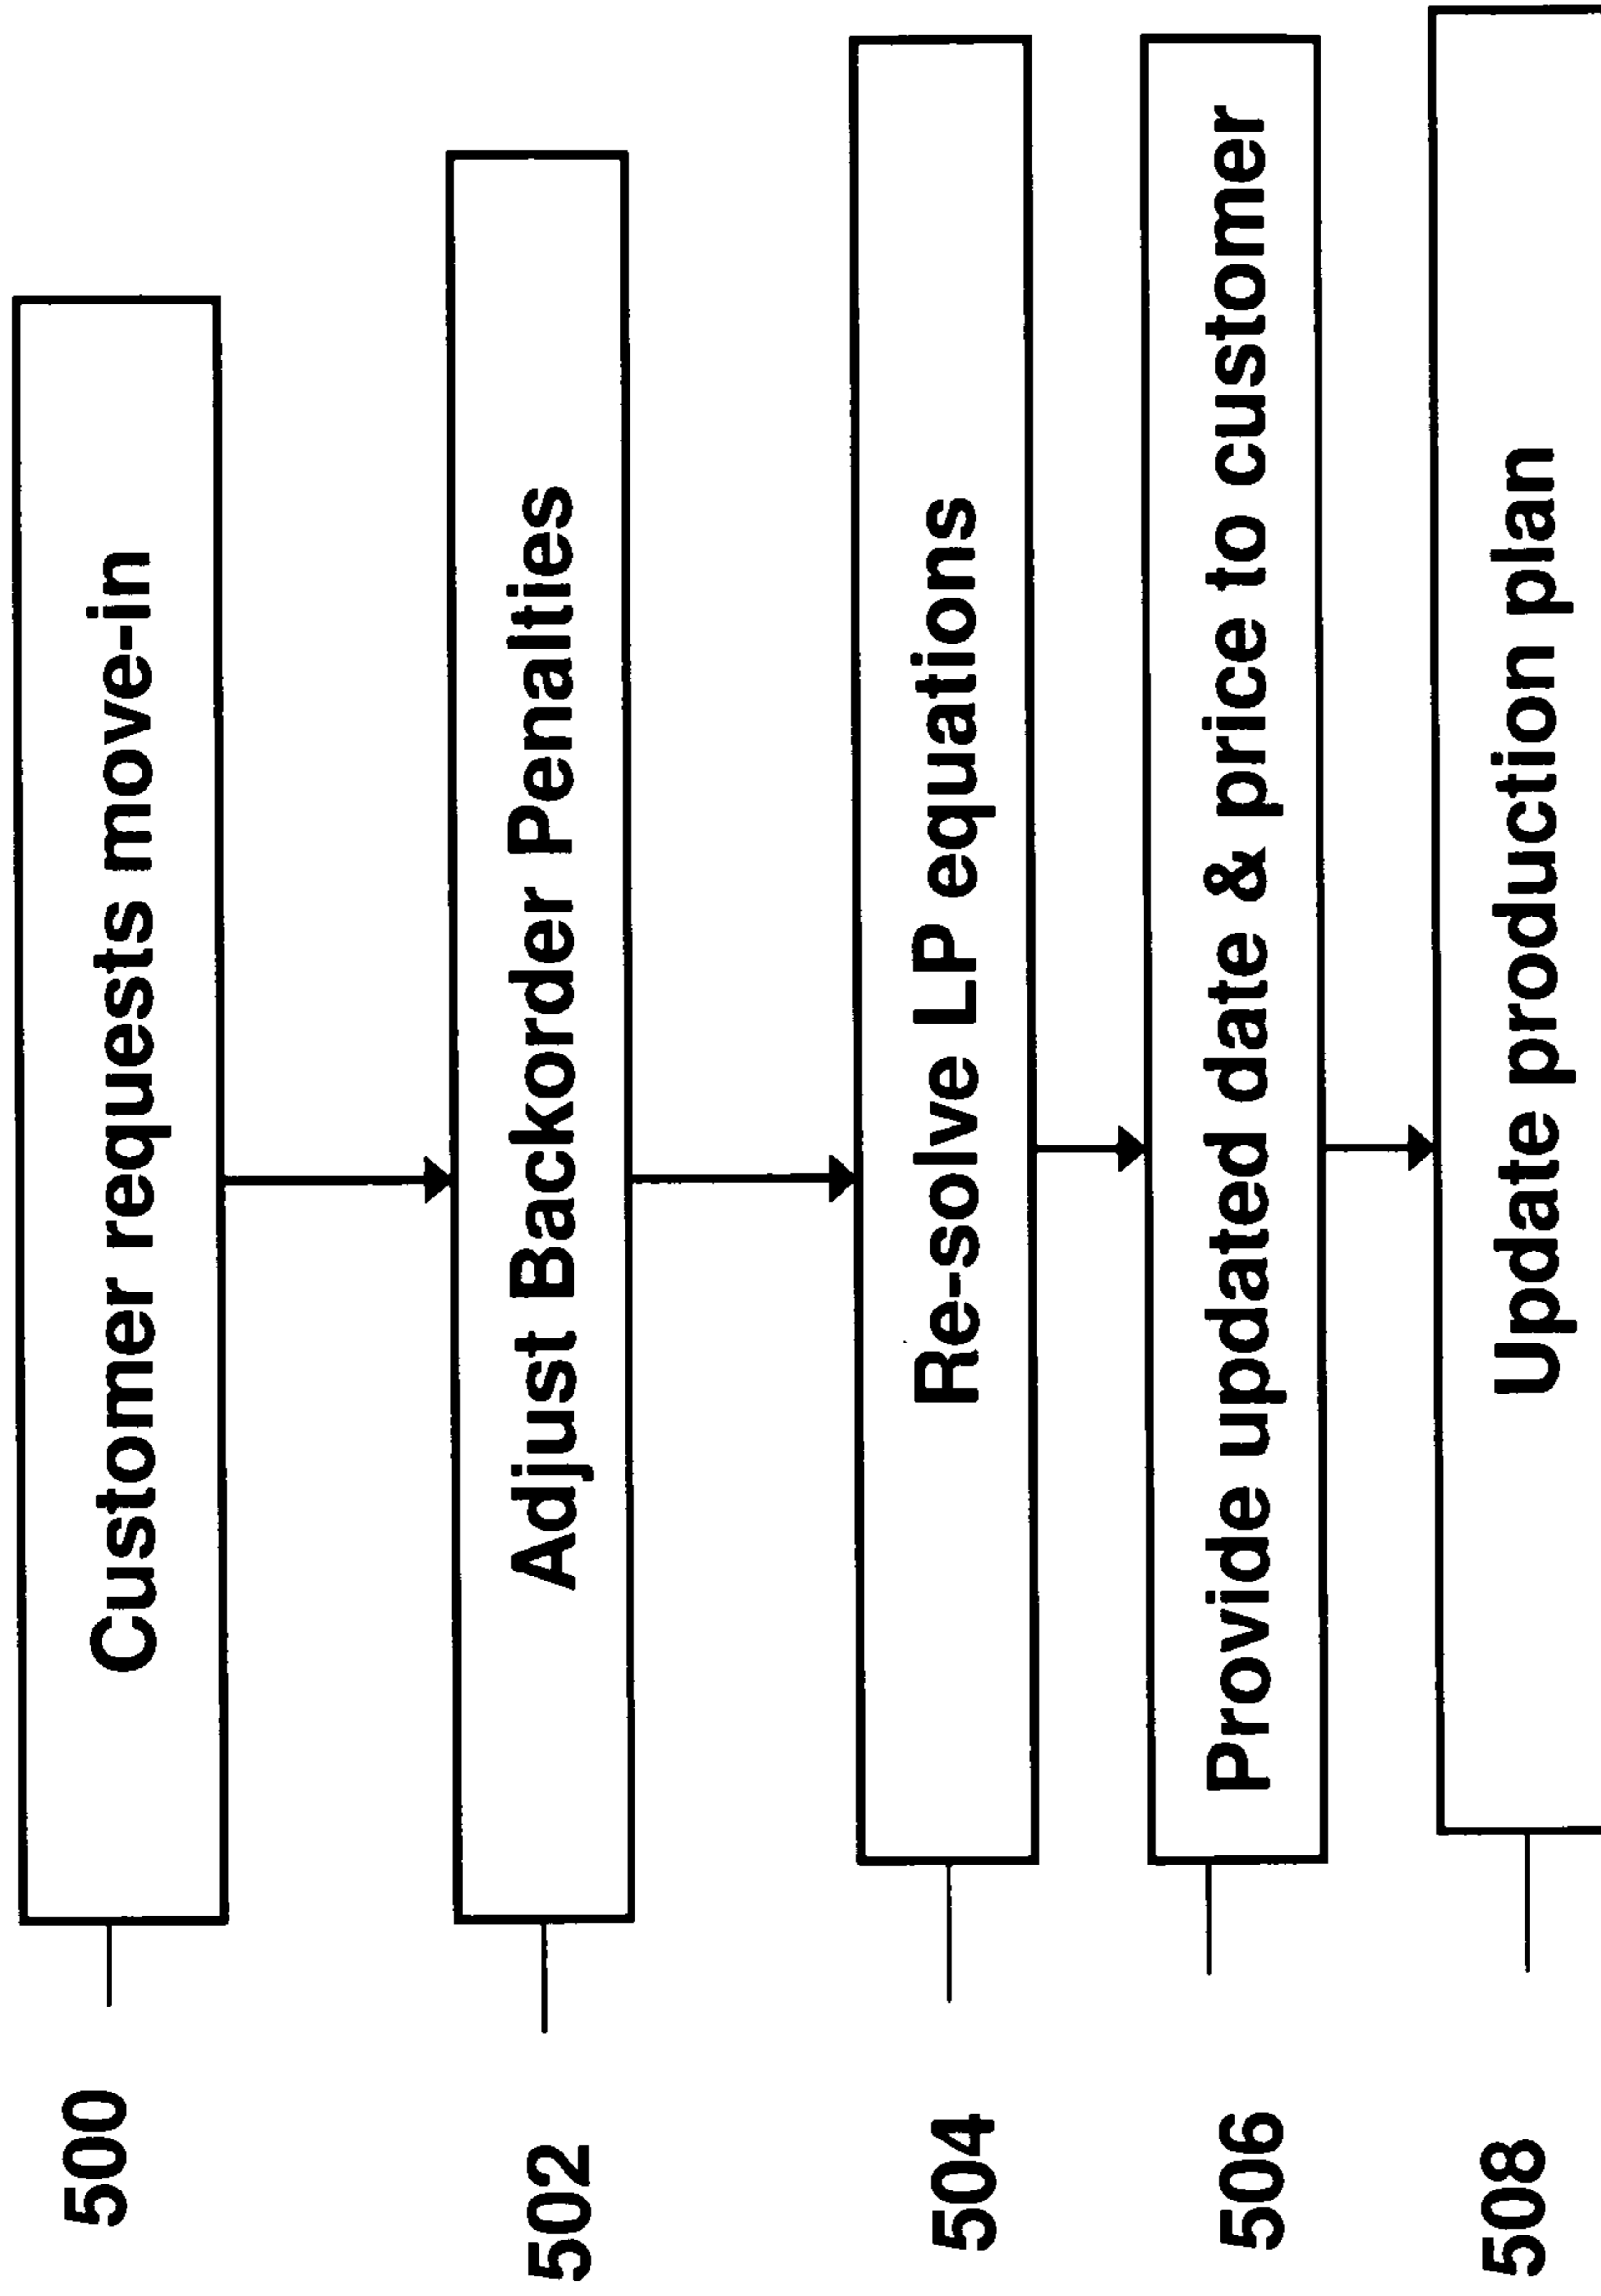 500 Customer requests move-in
502 Adjust Backorder Penalties
504 Re-solve LP equations
506 Provide updated date & price to customer
508 Update production plan